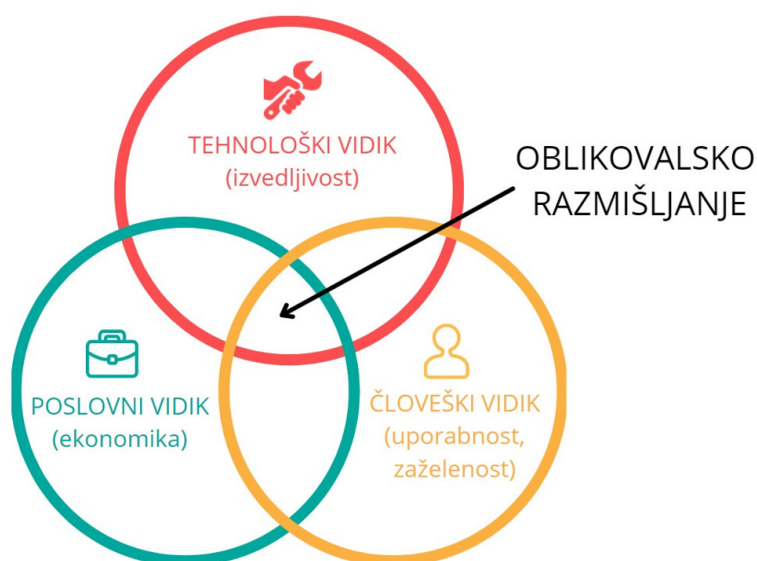 TEHNOLOŠKI VIDIK
(izvedljivost)
OBLIKOVALSKO
RAZMIŠLJANJE
POSLOVNI VIDIK
(ekonomika)
ČLOVEŠKI VIDIK
(uporabnost,
zaželenost)